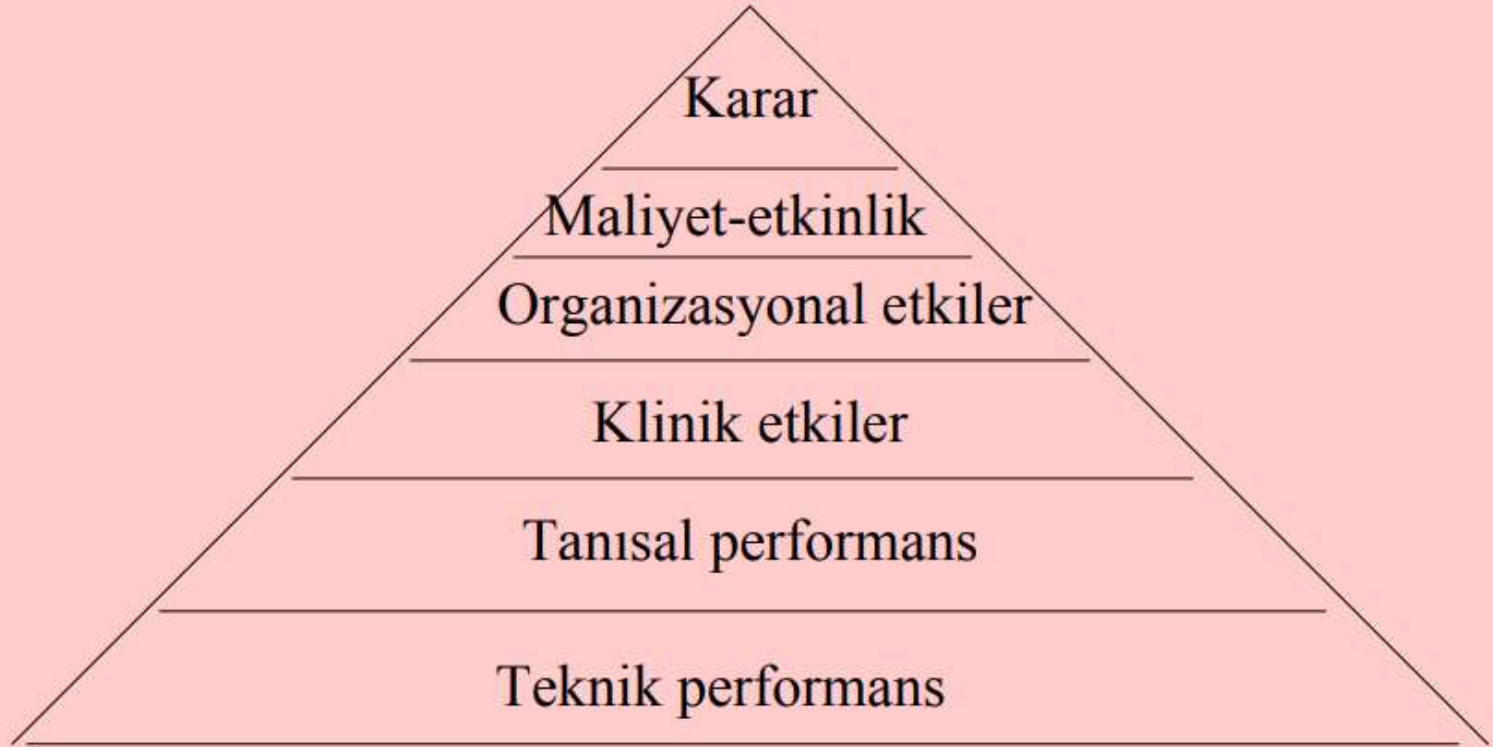 Karar
Maliyet-etkinlik
Organizasyonal etkiler
Klinik etkiler
Tanısal performans
Teknik performans